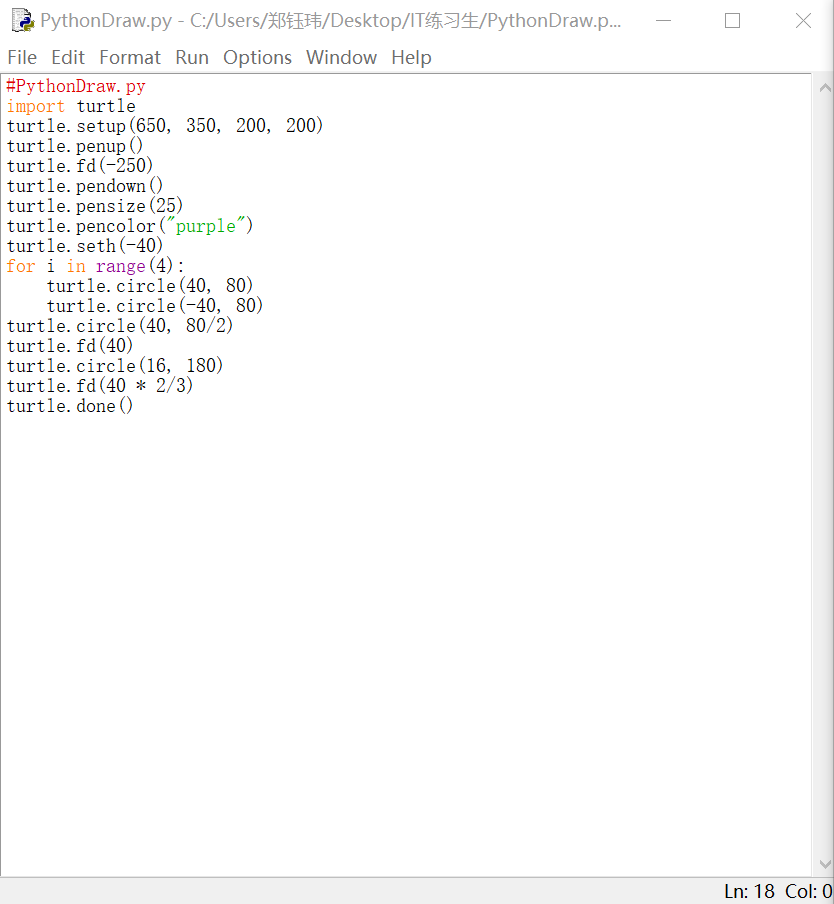 PythonDraw.py - C:/Users/郑钰玮/Desktop/IT练习生/PythonDraw.p...
File Edit Format Run Options Window Help
#PythonDraw.py
import turtle
turtle.setup(650, 350, 200, 200)
turtle.penup()
turtle.fd(-250)
turtle.pendown()
turtle.pensize(25)
turtle.pencolor("purple")
turtle.seth(-40)
for i in range(4):
    turtle.circle(40, 80)
    turtle.circle(-40, 80)
turtle.circle(40, 80/2)
turtle.fd(40)
turtle.circle(16, 180)
turtle.fd(40 * 2/3)
turtle.done()
Ln: 18 Col: 0